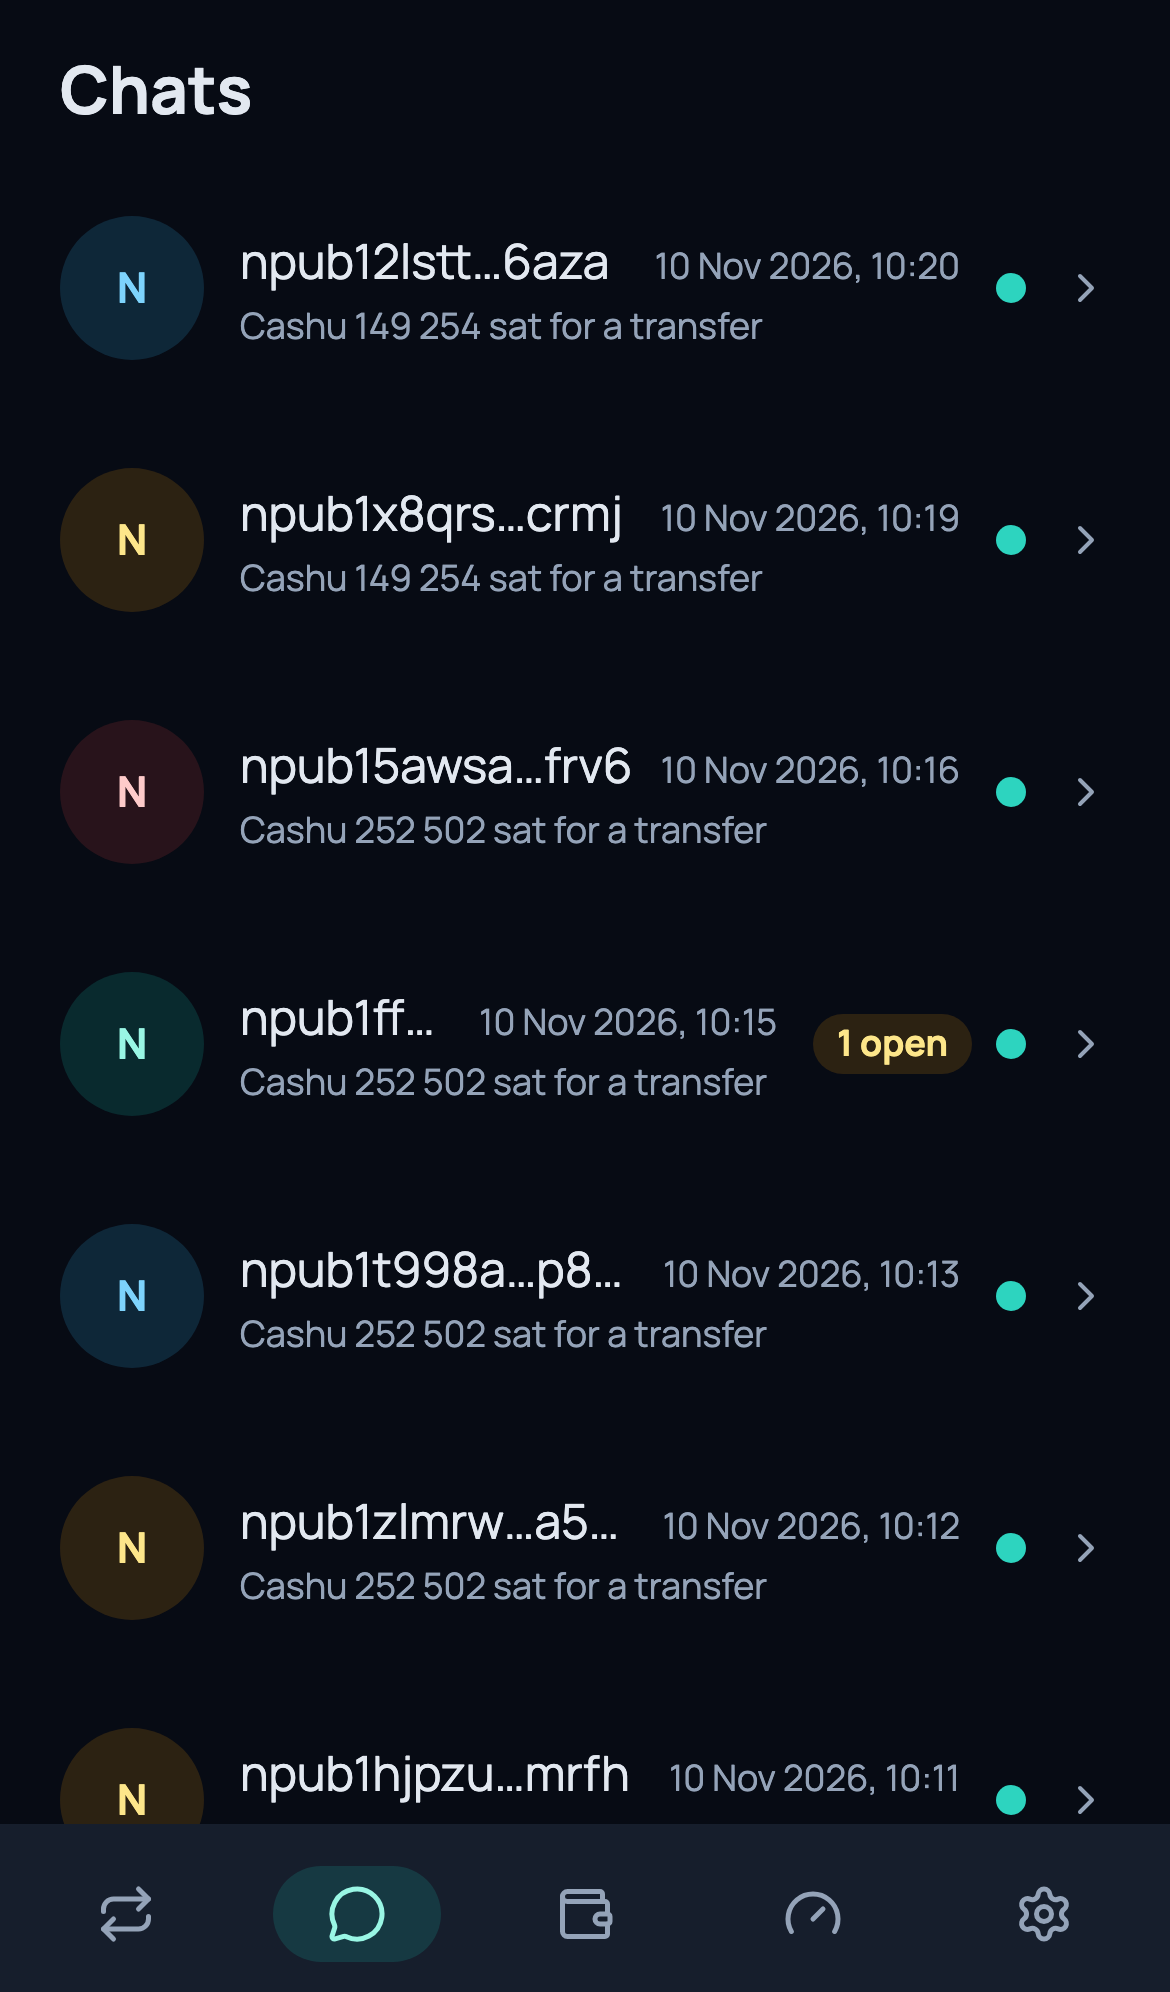 Chats
N
npub12lstt…6aza 10 Nov 2026, 10:20
Cashu 149 254 sat for a transfer
N
npub1x8qrs…crmj 10 Nov 2026, 10:19
Cashu 149 254 sat for a transfer
N
npub15awsa…frv6 10 Nov 2026, 10:16
Cashu 252 502 sat for a transfer
N
npub1ff… 10 Nov 2026, 10:15 1 open
Cashu 252 502 sat for a transfer
N
npub1t998a…p8… 10 Nov 2026, 10:13
Cashu 252 502 sat for a transfer
N
npub1zlmrw…a5… 10 Nov 2026, 10:12
Cashu 252 502 sat for a transfer
N
npub1hjpzu…mrfh 10 Nov 2026, 10:11